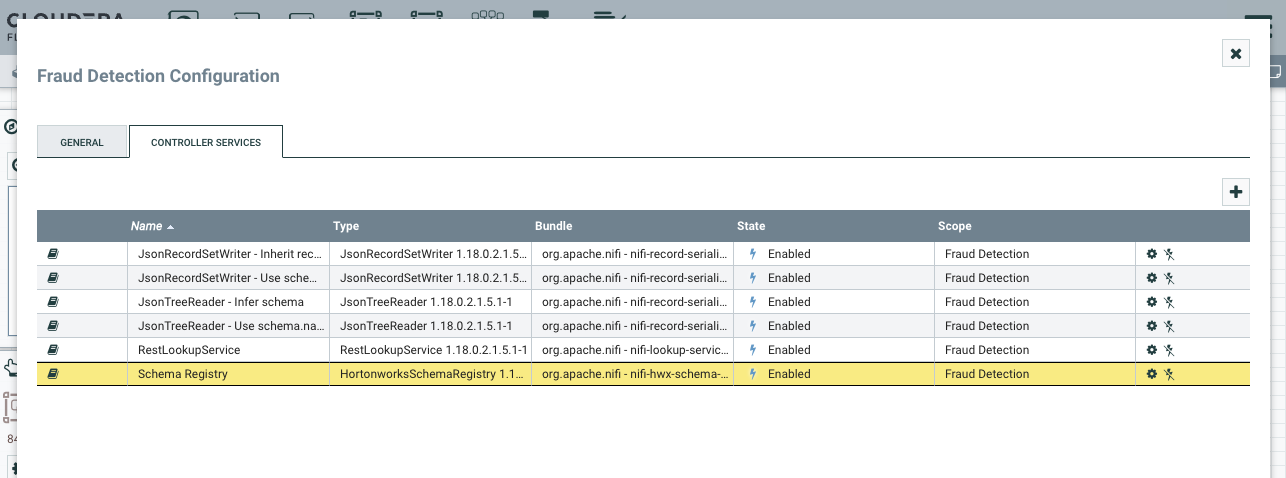 CLOUDERA
Fraud Detection Configuration
GENERAL CONTROLLER SERVICES
Name Type Bundle State Scope
JsonRecordSetWriter - Inherit rec... JsonRecordSetWriter 1.18.0.2.1.5... org.apache.nifi - nifi-record-seriali... Enabled Fraud Detection
JsonRecordSetWriter - Use sche... JsonRecordSetWriter 1.18.0.2.1.5... org.apache.nifi - nifi-record-seriali... Enabled Fraud Detection
JsonTreeReader - Infer schema JsonTreeReader 1.18.0.2.1.5.1-1 org.apache.nifi - nifi-record-seriali... Enabled Fraud Detection
JsonTreeReader - Use schema.na... JsonTreeReader 1.18.0.2.1.5.1-1 org.apache.nifi - nifi-record-seriali... Enabled Fraud Detection
RestLookupService RestLookupService 1.18.0.2.1.5.1-1 org.apache.nifi - nifi-lookup-servic... Enabled Fraud Detection
Schema Registry HortonworksSchemaRegistry 1.1... org.apache.nifi - nifi-hwx-schema-... Enabled Fraud Detection